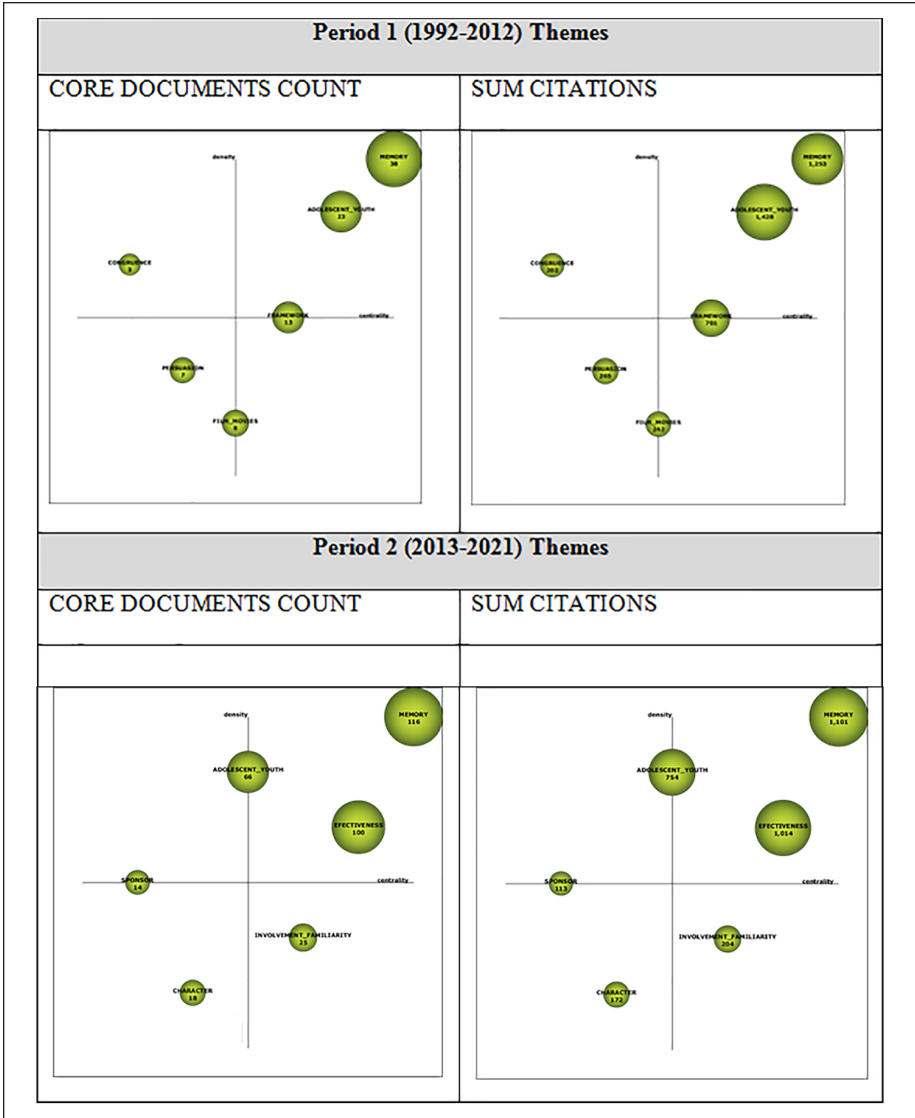 Period 1 (1992-2012) Themes
CORE DOCUMENTS COUNT
SUM CITATIONS
density
MEMORY
38
ADOLESCENT_YOUTH
23
CONGRUENCE
3
FRAMEWORK
13
centrality
PERSUASION
7
FILM_MOVIES
8
density
MEMORY
1,253
ADOLESCENT_YOUTH
1,428
CONGRUENCE
202
FRAMEWORK
701
centrality
PERSUASION
265
FILM_MOVIES
242
Period 2 (2013-2021) Themes
CORE DOCUMENTS COUNT
SUM CITATIONS
density
MEMORY
116
ADOLESCENT_YOUTH
66
EFECTIVENESS
100
SPONSOR
14
centrality
INVOLVEMENT_FAMILIARITY
25
CHARACTER
18
density
MEMORY
1,101
ADOLESCENT_YOUTH
754
EFECTIVENESS
1,014
SPONSOR
113
centrality
INVOLVEMENT_FAMILIARITY
204
CHARACTER
172